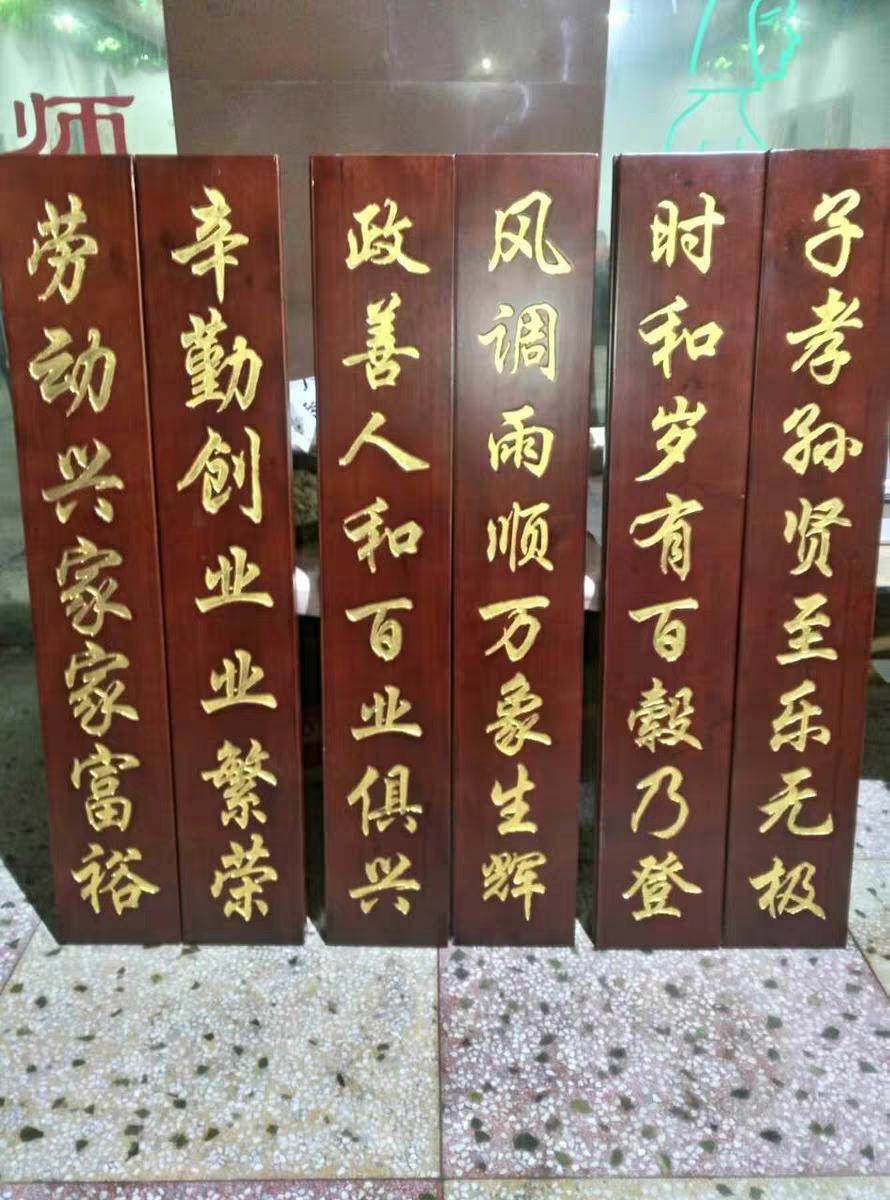 师
子孝孙贤至乐无极
时和岁有百穀乃登
风调雨顺万象生辉
政善人和百业俱兴
辛勤创业业繁荣
劳动兴家家富裕